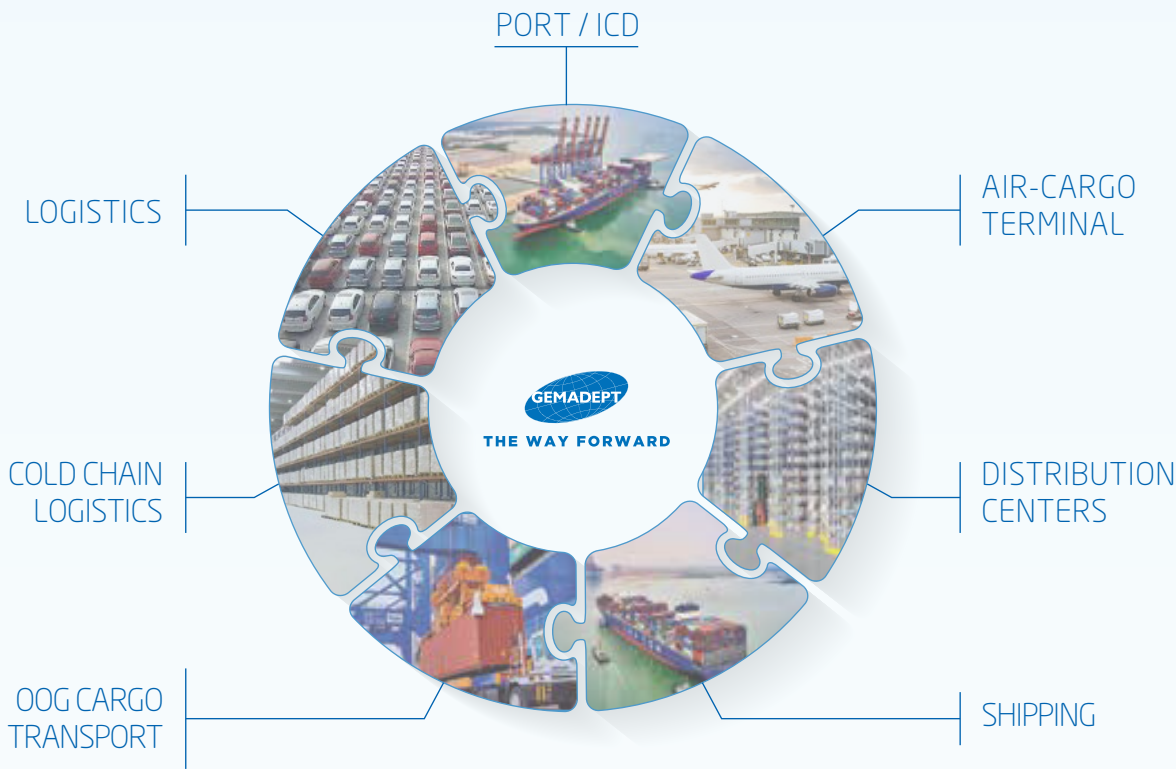 PORT / ICD
LOGISTICS
AIR-CARGO
TERMINAL
GEMADEPT
THE WAY FORWARD
COLD CHAIN
LOGISTICS
DISTRIBUTION
CENTERS
OOG CARGO
TRANSPORT
SHIPPING